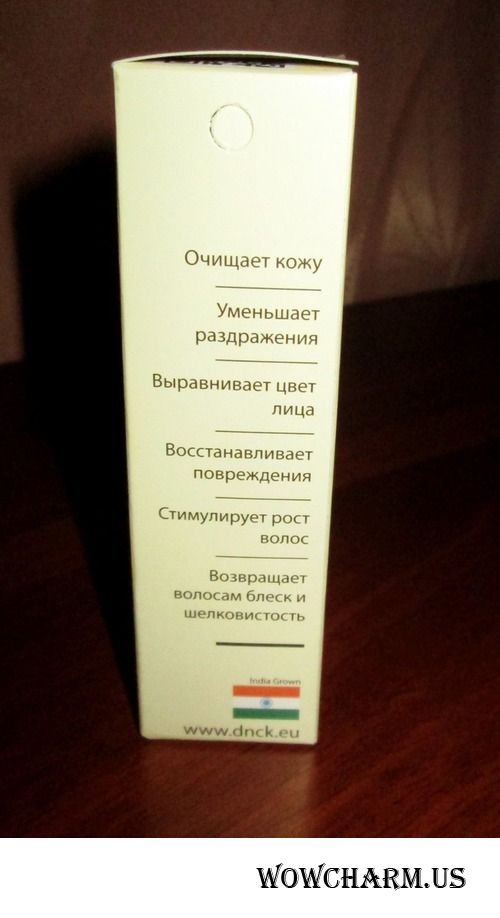 Очищает кожу
Уменьшает
раздражения
Выравнивает цвет
лица
Восстанавливает
повреждения
Стимулирует рост
волос
Возвращает
волосам блеск и
шелковистость
India Grown
www.dnck.eu
WOWCHARM.US